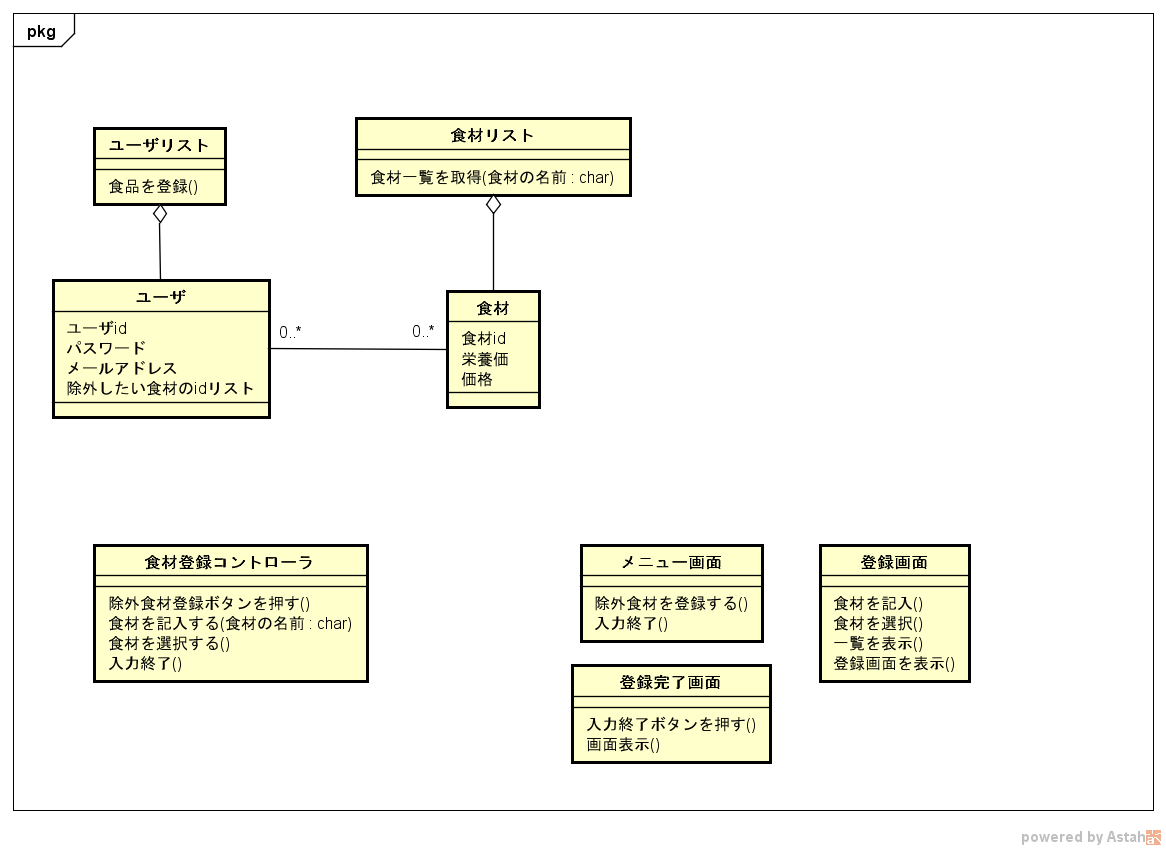 pkg
ユーザリスト
食品を登録()
食材リスト
食材一覧を取得(食材の名前 : char)
ユーザ
ユーザid
パスワード
メールアドレス
除外したい食材のidリスト
0..*
0..*
食材
食材id
栄養価
価格
食材登録コントローラ
除外食材登録ボタンを押す()
食材を記入する(食材の名前 : char)
食材を選択する()
入力終了()
メニュー画面
除外食材を登録する()
入力終了()
登録画面
食材を記入()
食材を選択()
一覧を表示()
登録画面を表示()
登録完了画面
入力終了ボタンを押す()
画面表示()
powered by Astah